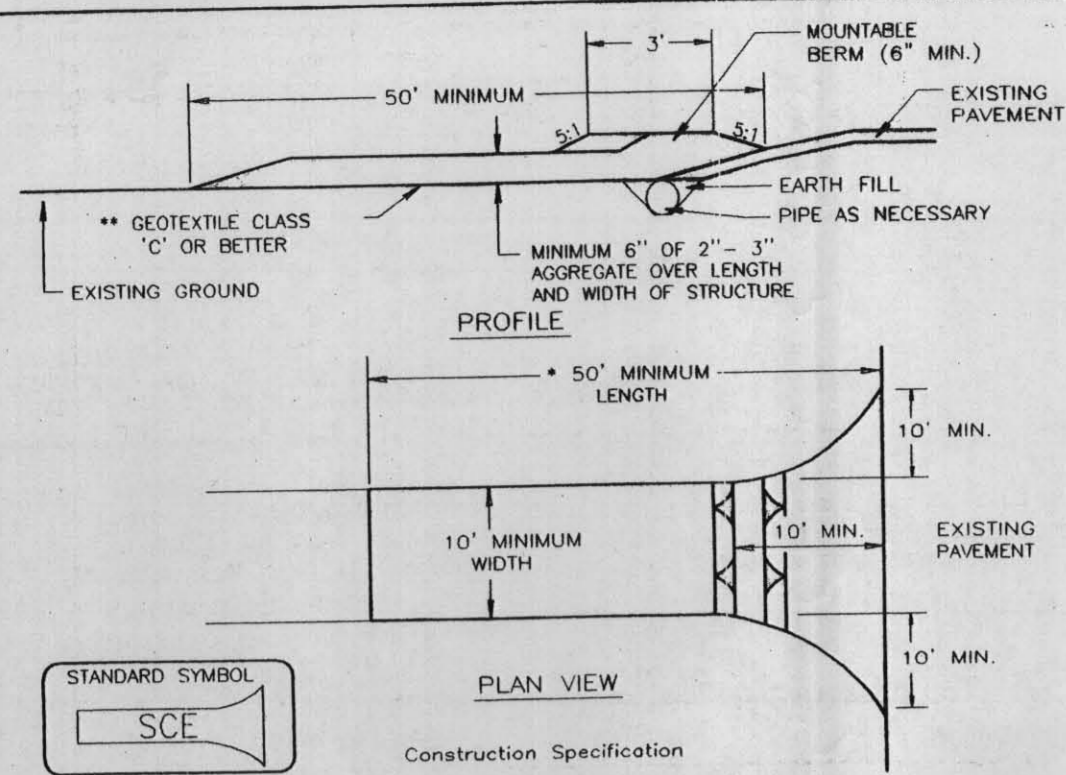 3'
MOUNTABLE
BERM (6" MIN.)
50' MINIMUM
EXISTING
PAVEMENT
5:1
5:1
** GEOTEXTILE CLASS
'C' OR BETTER
EARTH FILL
PIPE AS NECESSARY
MINIMUM 6" OF 2" - 3"
AGGREGATE OVER LENGTH
AND WIDTH OF STRUCTURE
EXISTING GROUND
PROFILE
* 50' MINIMUM
LENGTH
10' MIN.
10' MINIMUM
WIDTH
10' MIN.
EXISTING
PAVEMENT
10' MIN.
STANDARD SYMBOL
SCE
PLAN VIEW
Construction Specification